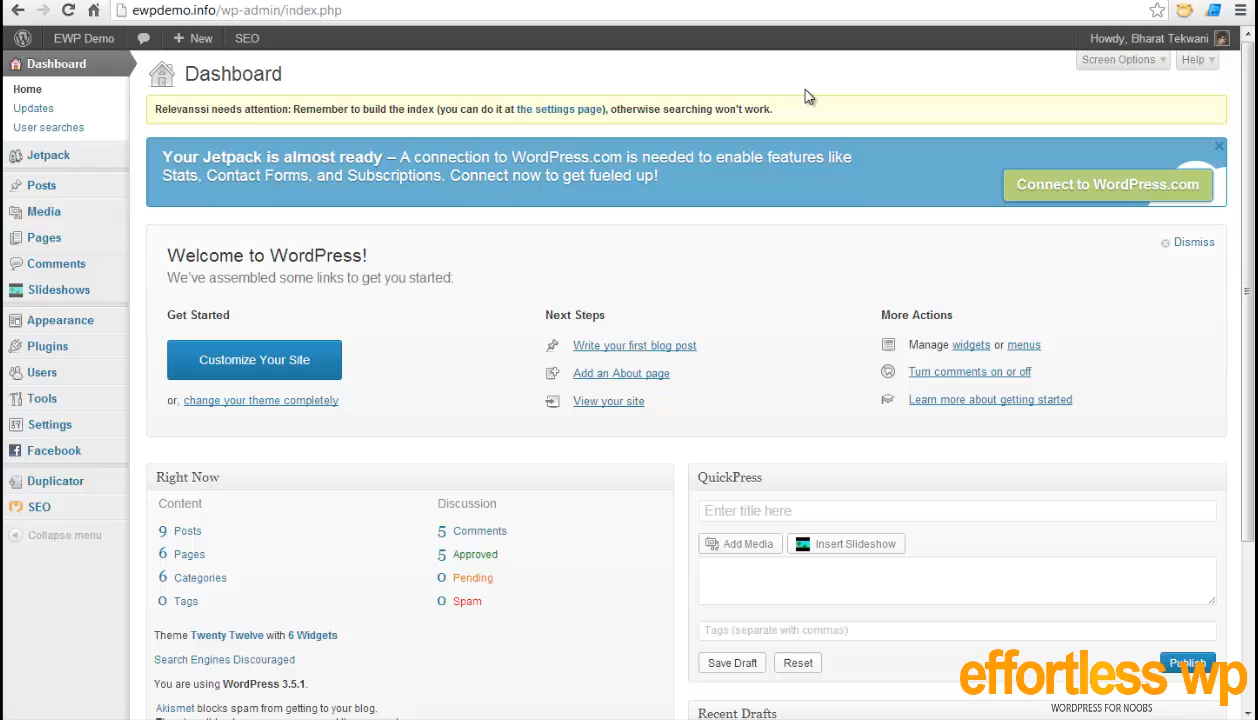 ewpdemo.info/wp-admin/index.php
EWP Demo
+ New
SEO
Howdy, Bharat Tekwani
Dashboard
Home
Updates
User searches
Jetpack
Posts
Media
Pages
Comments
Slideshows
Appearance
Plugins
Users
Tools
Settings
Facebook
Duplicator
SEO
Collapse menu
Screen Options
Help
Dashboard
Relevanssi needs attention: Remember to build the index (you can do it at the settings page), otherwise searching won't work.
Your Jetpack is almost ready – A connection to WordPress.com is needed to enable features like
Stats, Contact Forms, and Subscriptions. Connect now to get fueled up!
Connect to WordPress.com
Welcome to WordPress!
Dismiss
We've assembled some links to get you started:
Get Started
Customize Your Site
or, change your theme completely
Next Steps
Write your first blog post
Add an About page
View your site
More Actions
Manage widgets or menus
Turn comments on or off
Learn more about getting started
Right Now
Content
9 Posts
6 Pages
6 Categories
0 Tags
Discussion
5 Comments
5 Approved
0 Pending
0 Spam
Theme Twenty Twelve with 6 Widgets
Search Engines Discouraged
You are using WordPress 3.5.1.
Akismet blocks spam from getting to your blog.
QuickPress
Enter title here
Add Media
Insert Slideshow
Tags (separate with commas)
Save Draft
Reset
Publish
Recent Drafts
effortless wp
WORDPRESS FOR NOOBS